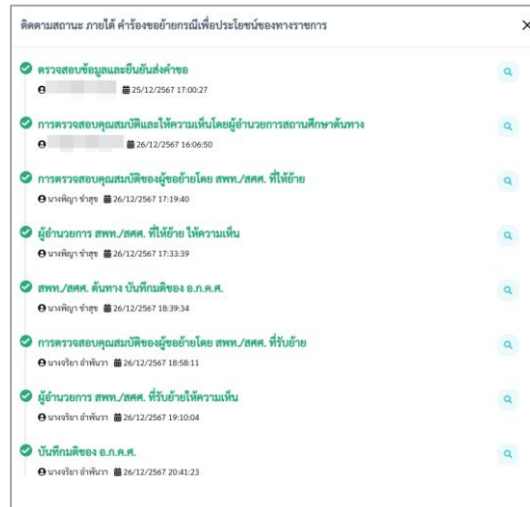 ติดตามสถานะ ภายใต้ คำร้องขอย้ายกรณีเพื่อประโยชน์ของทางราชการ
ตรวจสอบข้อมูลและยืนยันส่งคำขอ
25/12/2567 17:00:27
การตรวจสอบคุณสมบัติและให้ความเห็นโดยผู้อำนวยการสถานศึกษาต้นทาง
26/12/2567 16:06:50
การตรวจสอบคุณสมบัติของผู้ขอย้ายโดย สพท./สศศ. ที่ให้ย้าย
นางพิญา ขำสุข 26/12/2567 17:19:40
ผู้อำนวยการ สพท./สศศ. ที่ให้ย้าย ให้ความเห็น
นางพิญา ขำสุข 26/12/2567 17:33:39
สพท./สศศ. ต้นทาง บันทึกมติของ อ.ก.ค.ศ.
นางพิญา ขำสุข 26/12/2567 18:39:34
การตรวจสอบคุณสมบัติของผู้ขอย้ายโดย สพท./สศศ. ที่รับย้าย
นางจริยา อำพันวา 26/12/2567 18:58:11
ผู้อำนวยการ สพท./สศศ. ที่รับย้ายให้ความเห็น
นางจริยา อำพันวา 26/12/2567 19:10:04
บันทึกมติของ อ.ก.ค.ศ.
นางจริยา อำพันวา 26/12/2567 20:41:23